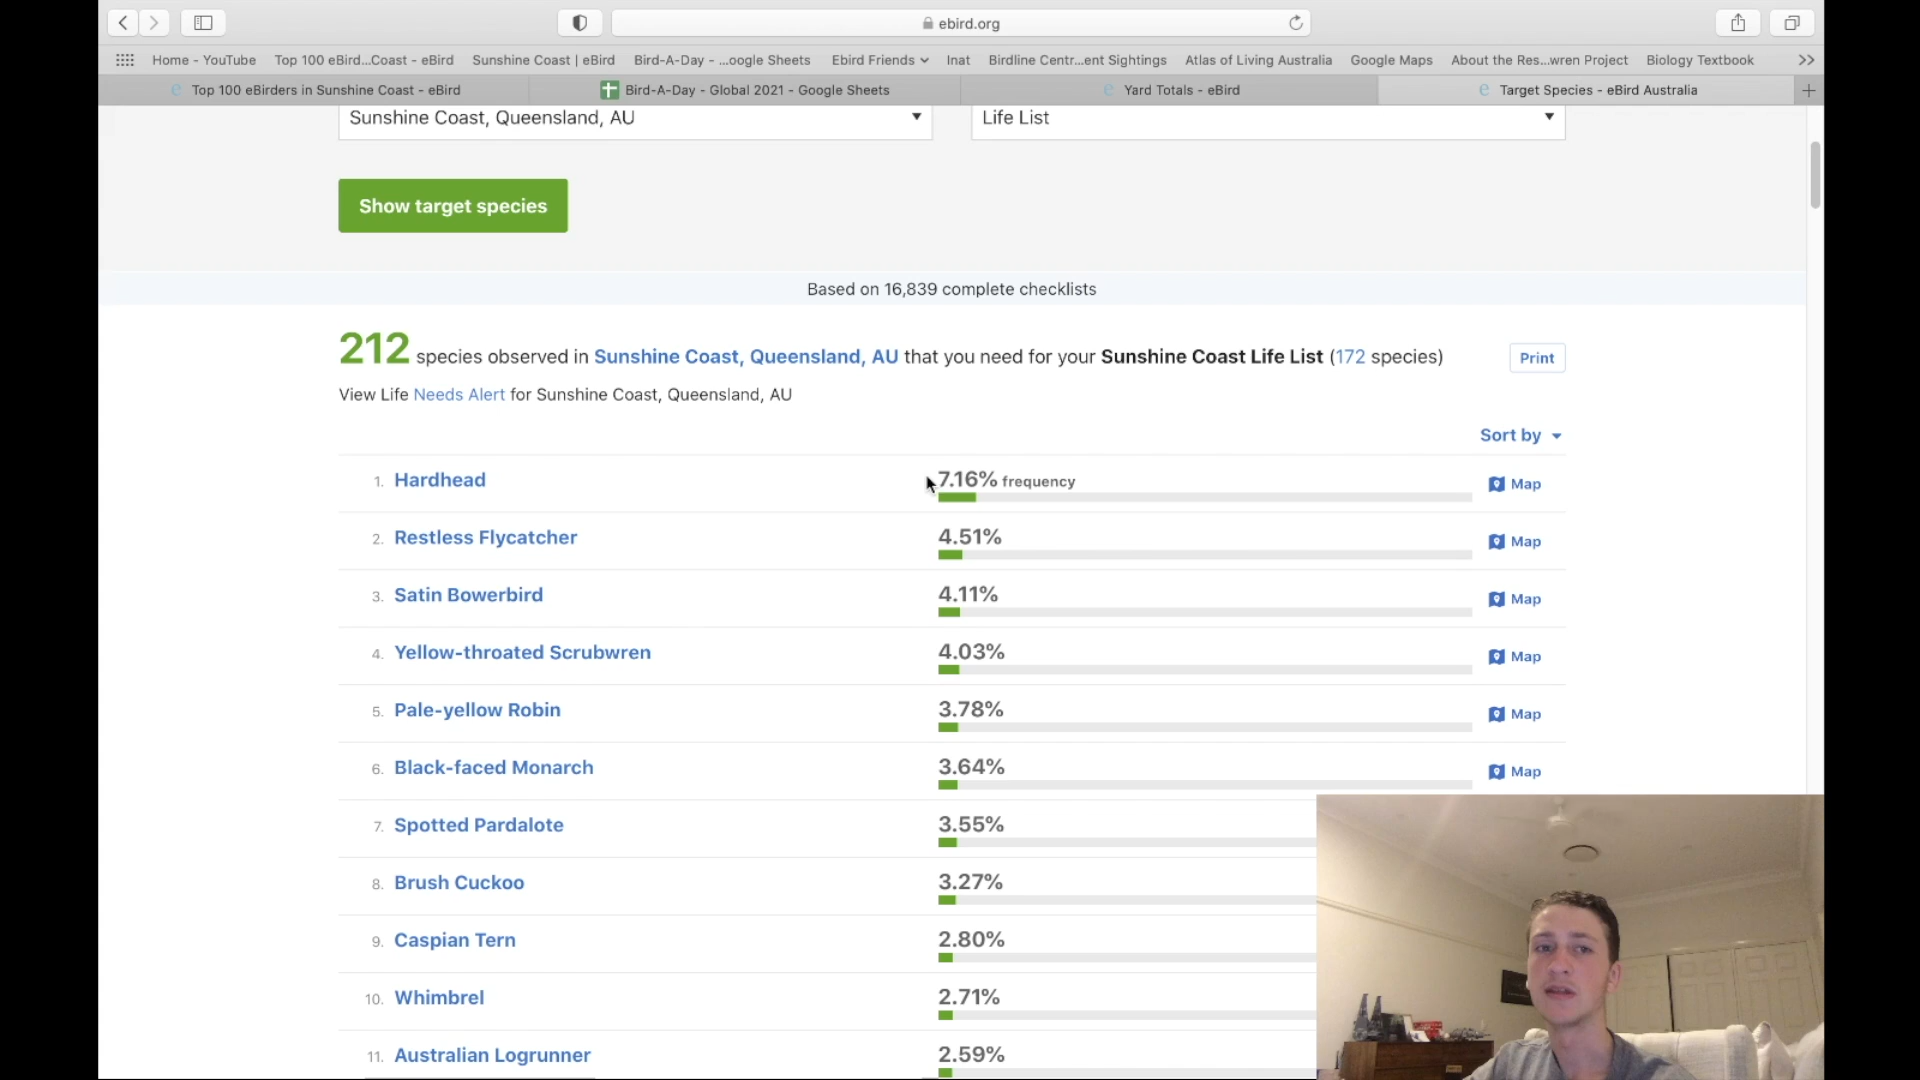 ebird.org
Home - YouTube Top 100 eBird...Coast - eBird Sunshine Coast | eBird Bird-A-Day - ...oogle Sheets Ebird Friends Inat Birdline Centr...ent Sightings Atlas of Living Australia Google Maps About the Res...wren Project Biology Textbook
Top 100 eBirders in Sunshine Coast - eBird Bird-A-Day - Global 2021 - Google Sheets Yard Totals - eBird Target Species - eBird Australia
Sunshine Coast, Queensland, AU Life List
Show target species
Based on 16,839 complete checklists
212 species observed in Sunshine Coast, Queensland, AU that you need for your Sunshine Coast Life List (172 species) Print
View Life Needs Alert for Sunshine Coast, Queensland, AU
Sort by
1. Hardhead 7.16% frequency Map
2. Restless Flycatcher 4.51% Map
3. Satin Bowerbird 4.11% Map
4. Yellow-throated Scrubwren 4.03% Map
5. Pale-yellow Robin 3.78% Map
6. Black-faced Monarch 3.64% Map
7. Spotted Pardalote 3.55%
8. Brush Cuckoo 3.27%
9. Caspian Tern 2.80%
10. Whimbrel 2.71%
11. Australian Logrunner 2.59%